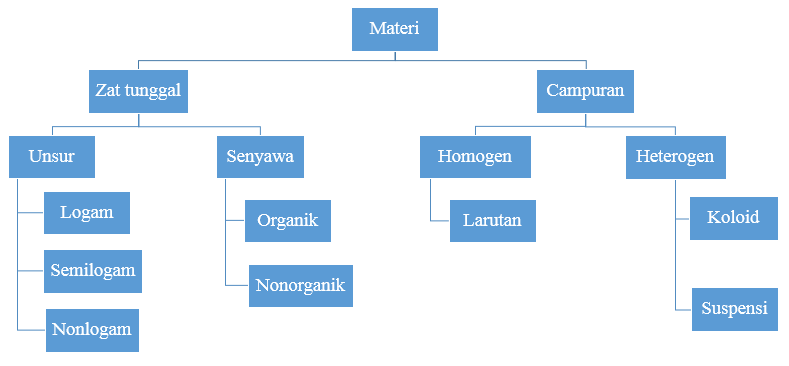 Materi
Zat tunggal
Campuran
Unsur
Senyawa
Homogen
Heterogen
Logam
Organik
Larutan
Koloid
Semilogam
Nonorganik
Nonlogam
Suspensi